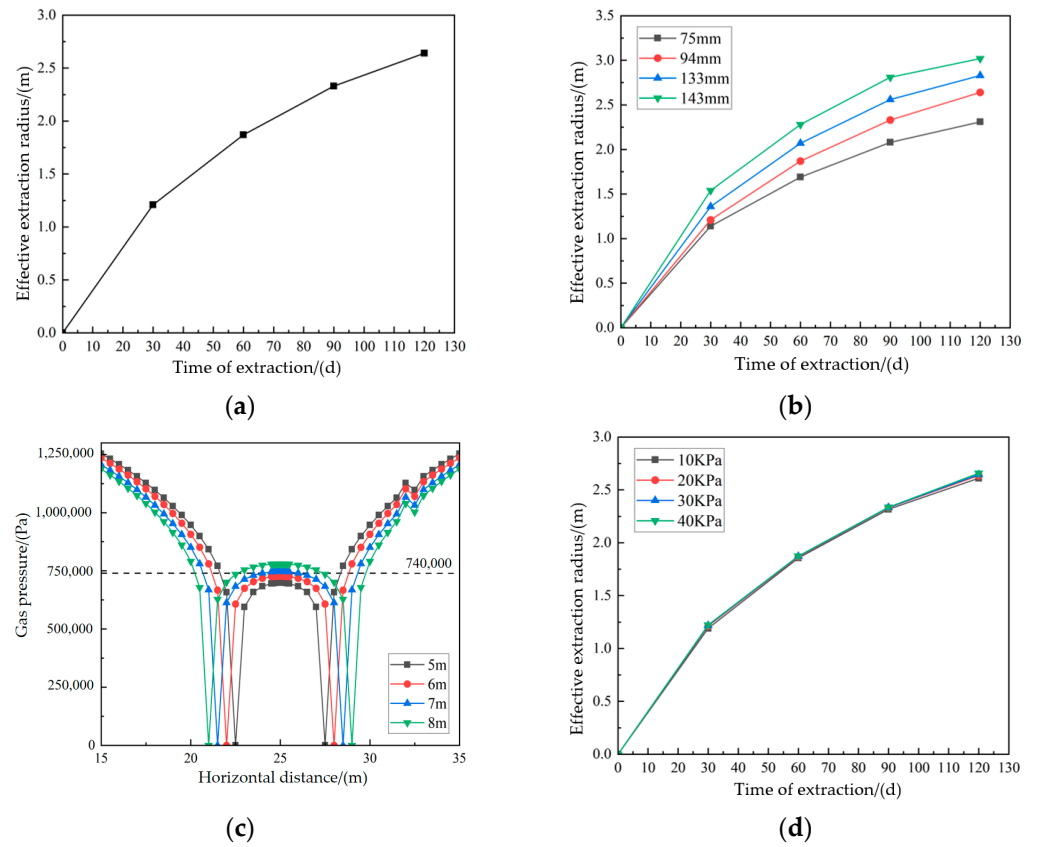 3.0
2.5
2.0
1.5
1.0
0.5
0.0
Effective extraction radius/(m)
0 10 20 30 40 50 60 70 80 90 100 110 120 130
Time of extraction/(d)
(a)
3.5
3.0
2.5
2.0
1.5
1.0
0.5
0.0
Effective extraction radius/(m)
75mm
94mm
133mm
143mm
0 10 20 30 40 50 60 70 80 90 100 110 120 130
Time of extraction/(d)
(b)
1,250,000
1,000,000
750,000
500,000
250,000
0
Gas pressure/(Pa)
740,000
5m
6m
7m
8m
15 20 25 30 35
Horizontal distance/(m)
(c)
3.0
2.5
2.0
1.5
1.0
0.5
0.0
Effective extraction radius/(m)
10KPa
20KPa
30KPa
40KPa
0 10 20 30 40 50 60 70 80 90 100 110 120 130
Time of extraction/(d)
(d)